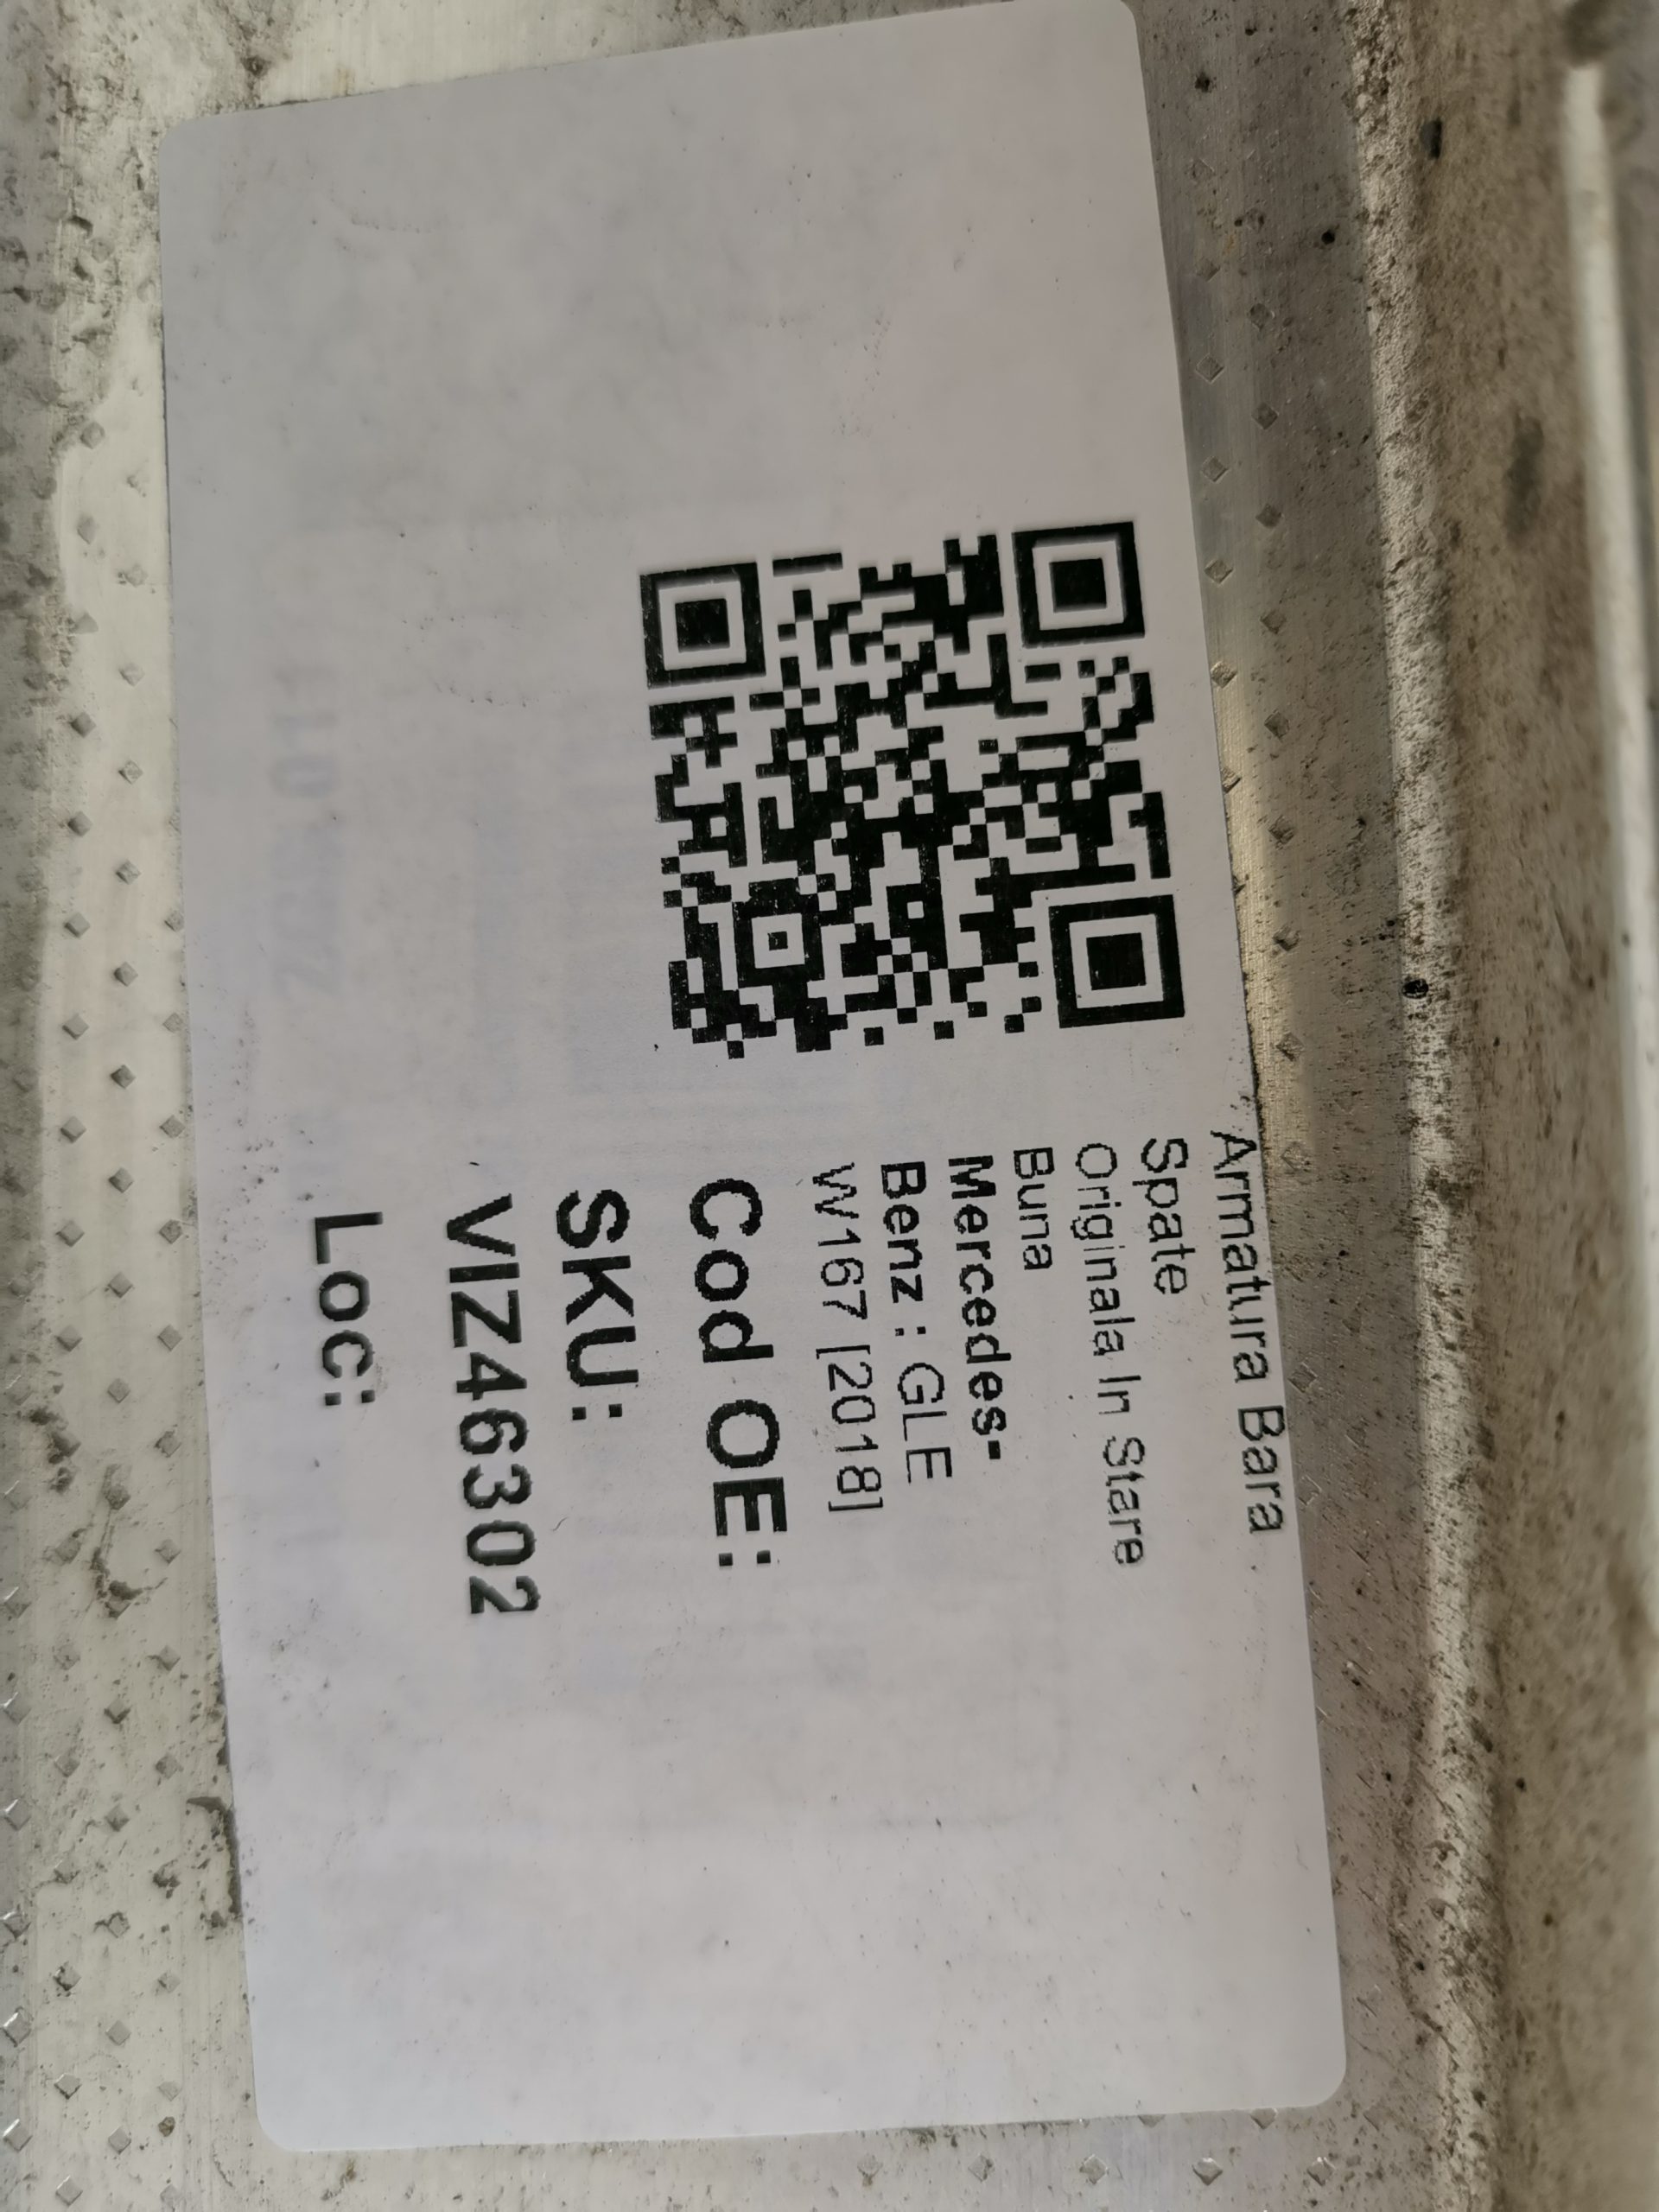 Armatura Bara
Spate
Originala In Stare
Buna
Mercedes-
Benz : GLE
W167 [2018]
Cod OE:
SKU:
VIZ46302
Loc: